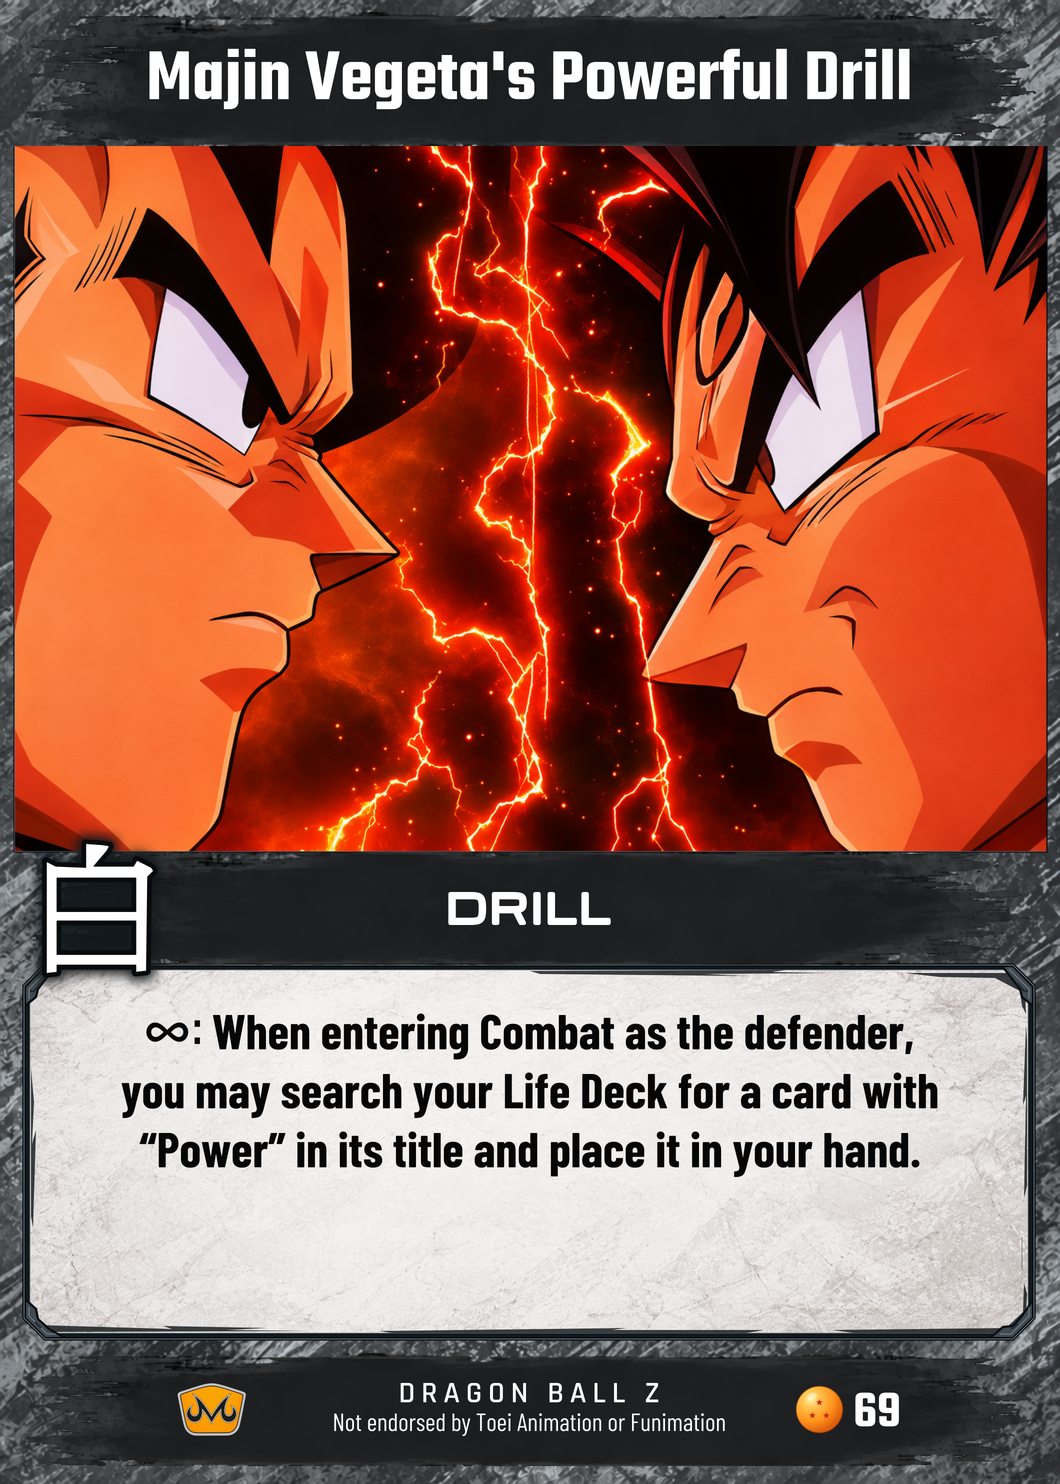 Majin Vegeta's Powerful Drill
白
DRILL
∞: When entering Combat as the defender,
you may search your Life Deck for a card with
“Power” in its title and place it in your hand.
DRAGON BALL Z
Not endorsed by Toei Animation or Funimation
69